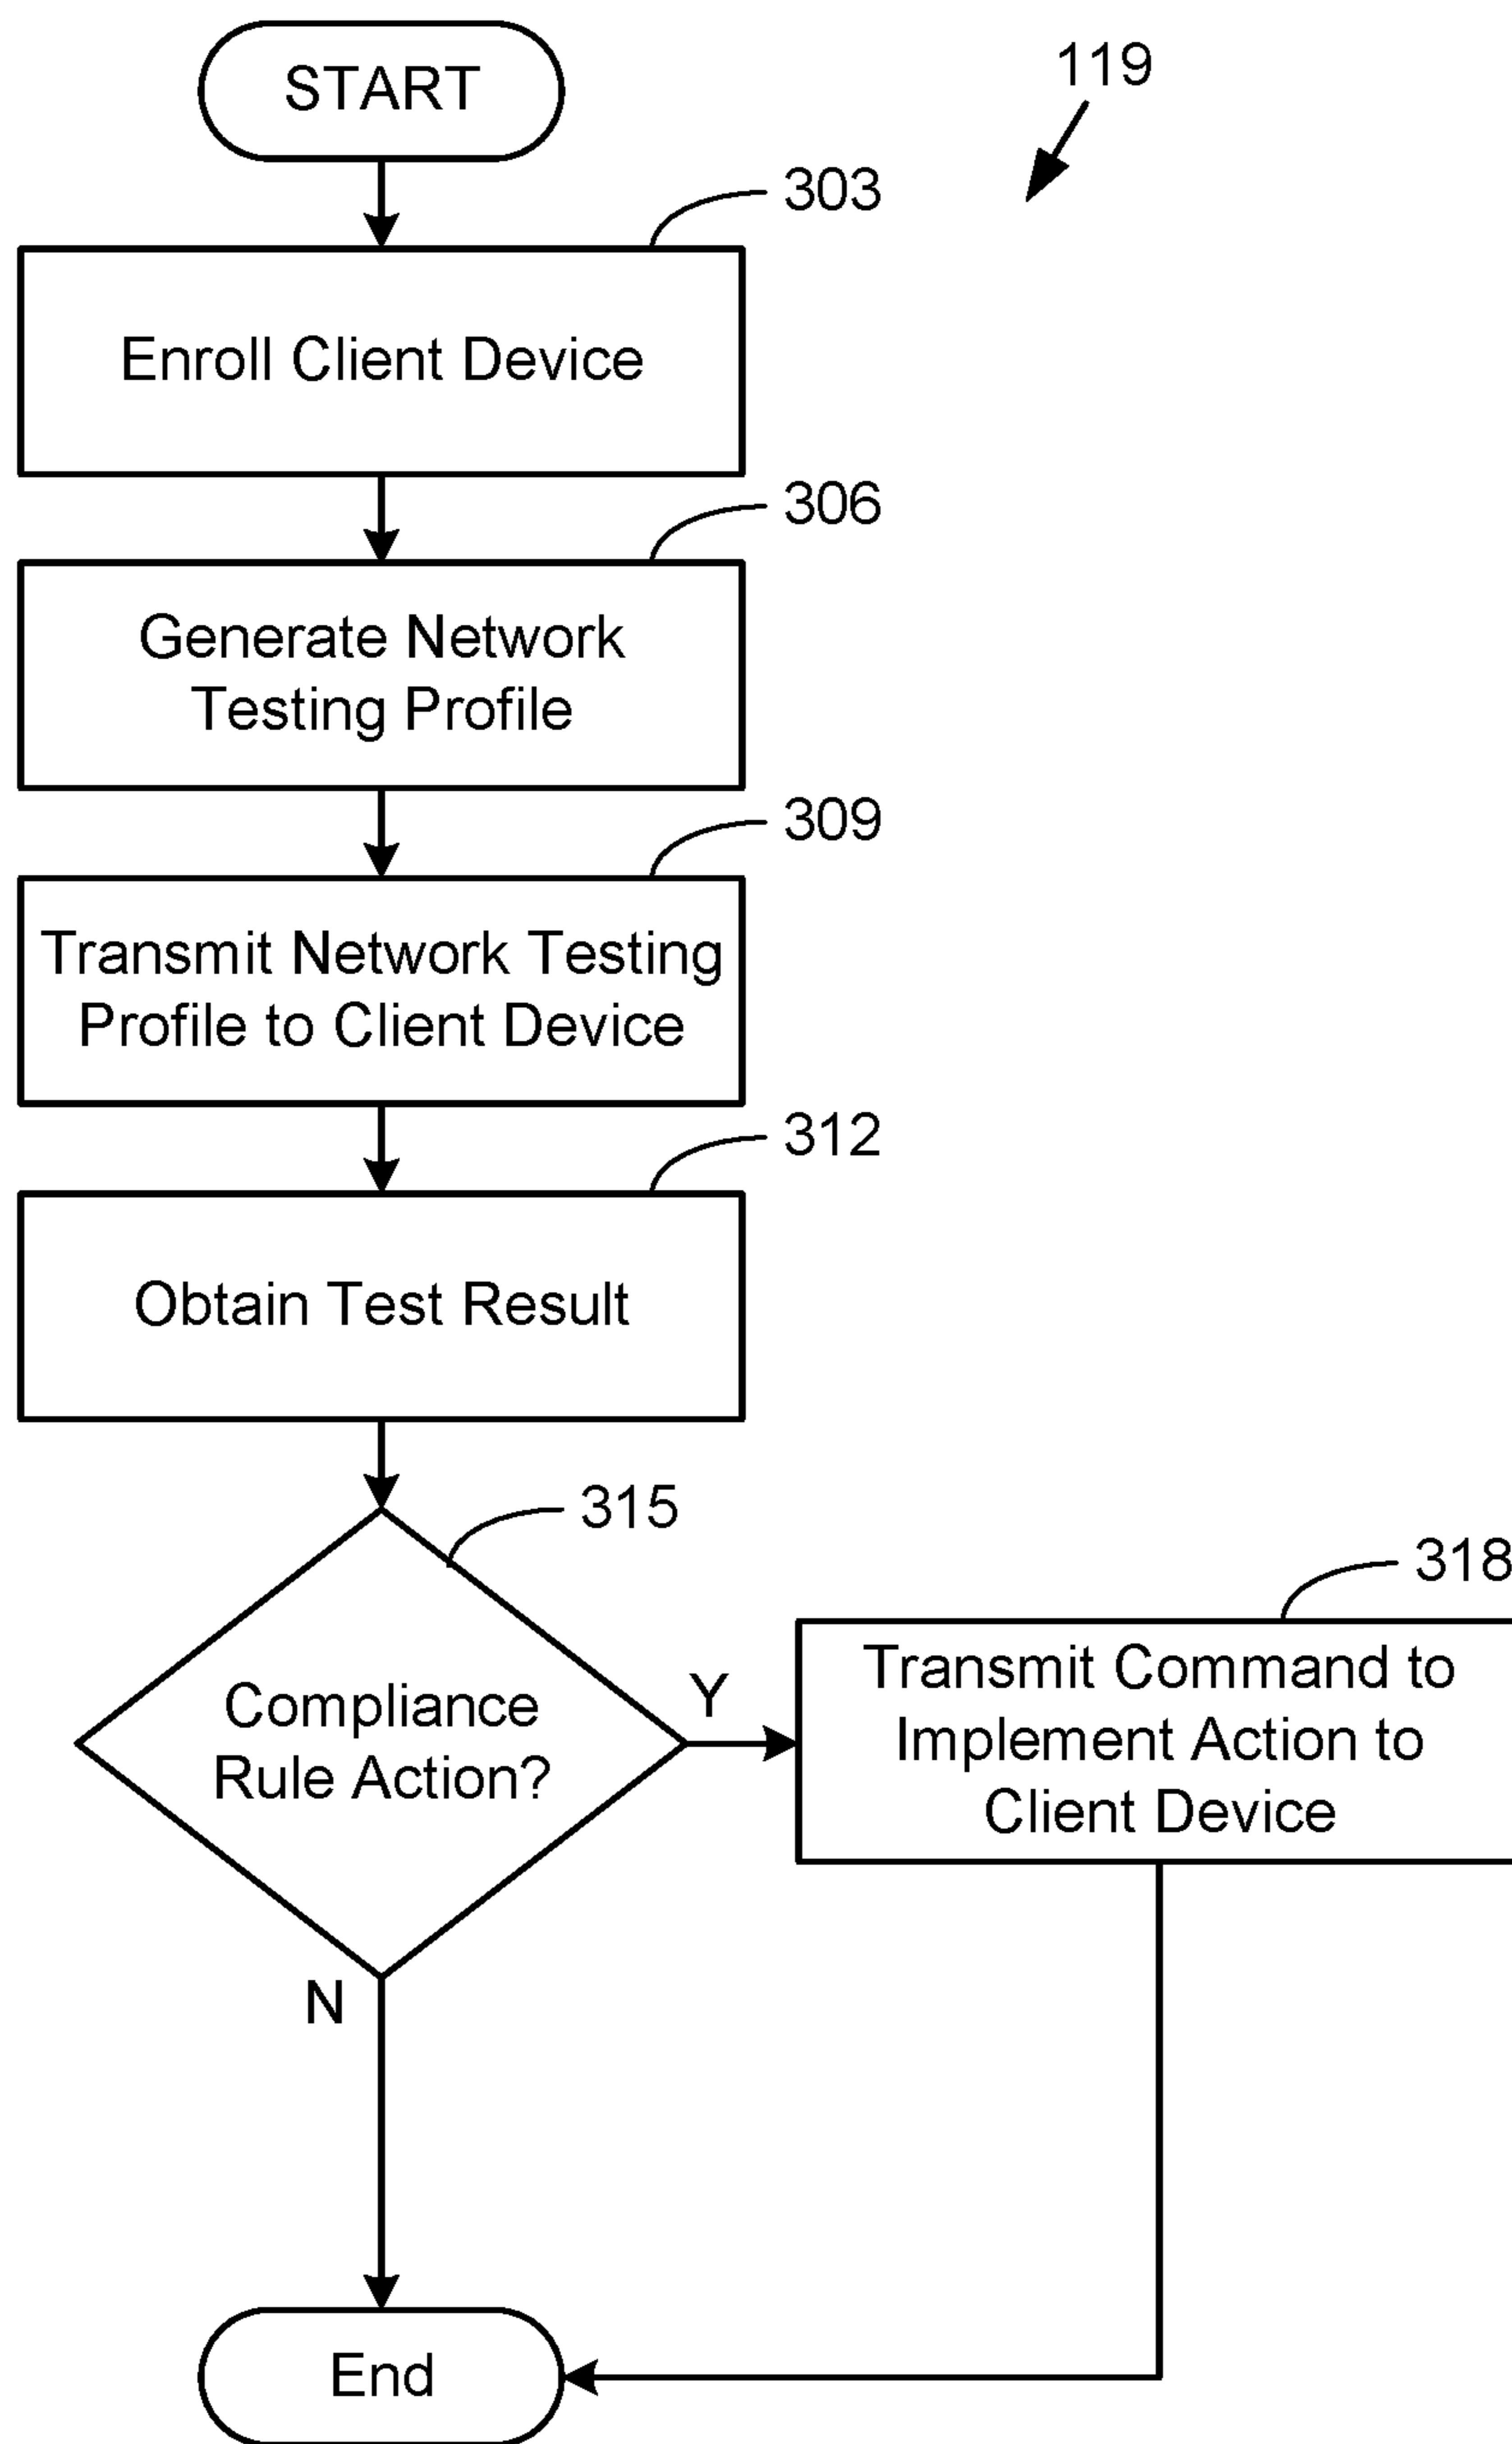 START
119
303
Enroll Client Device
306
Generate Network
Testing Profile
309
Transmit Network Testing
Profile to Client Device
312
Obtain Test Result
315
Compliance
Rule Action?
Y
318
Transmit Command to
Implement Action to
Client Device
N
End